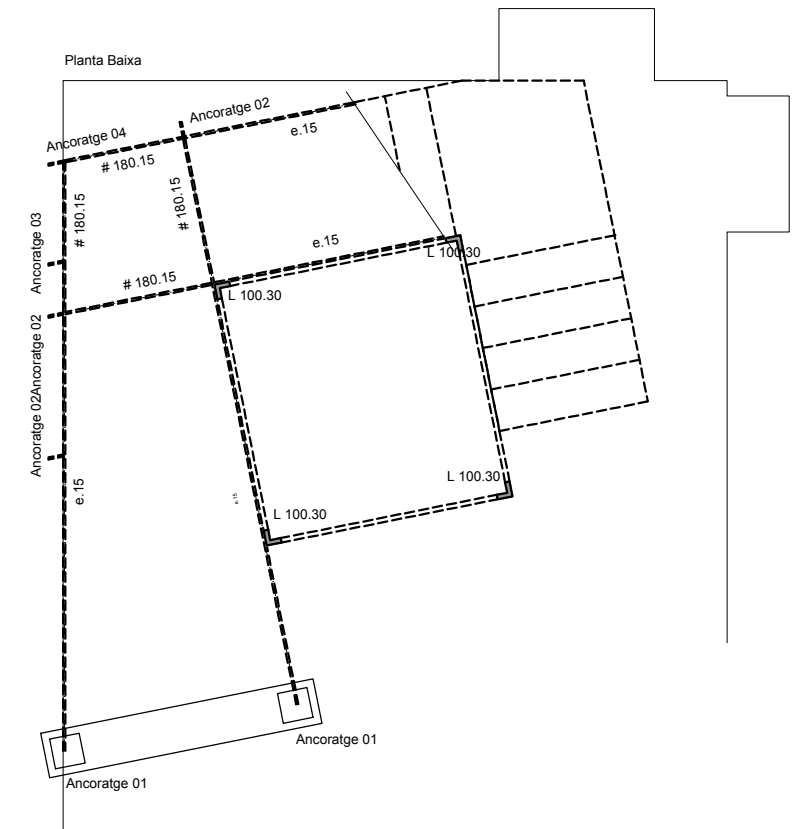 Planta Baixa
Ancoratge 02
Ancoratge 04
e.15
# 180.15
# 180.15
# 180.15
Ancoratge 03
e.15
L 100.30
# 180.15
L 100.30
Ancoratge 02
Ancoratge 02
e.15
e.15
L 100.30
L 100.30
Ancoratge 01
Ancoratge 01